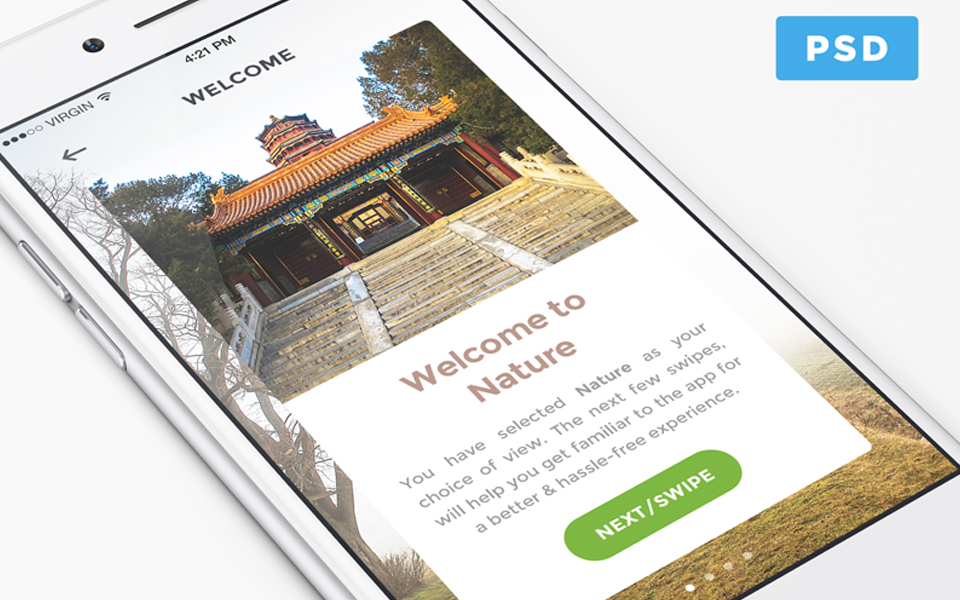 PSD
VIRGIN 4:21 PM
WELCOME
Welcome to
Nature
You have selected Nature as your
choice of view. The next few swipes,
will help you get familiar to the app for
a better & hassle-free experience.
NEXT/SWIPE